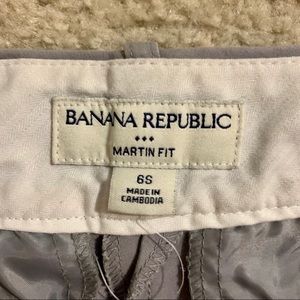 BANANA REPUBLIC
MARTIN FIT
6S
MADE IN
CAMBODIA